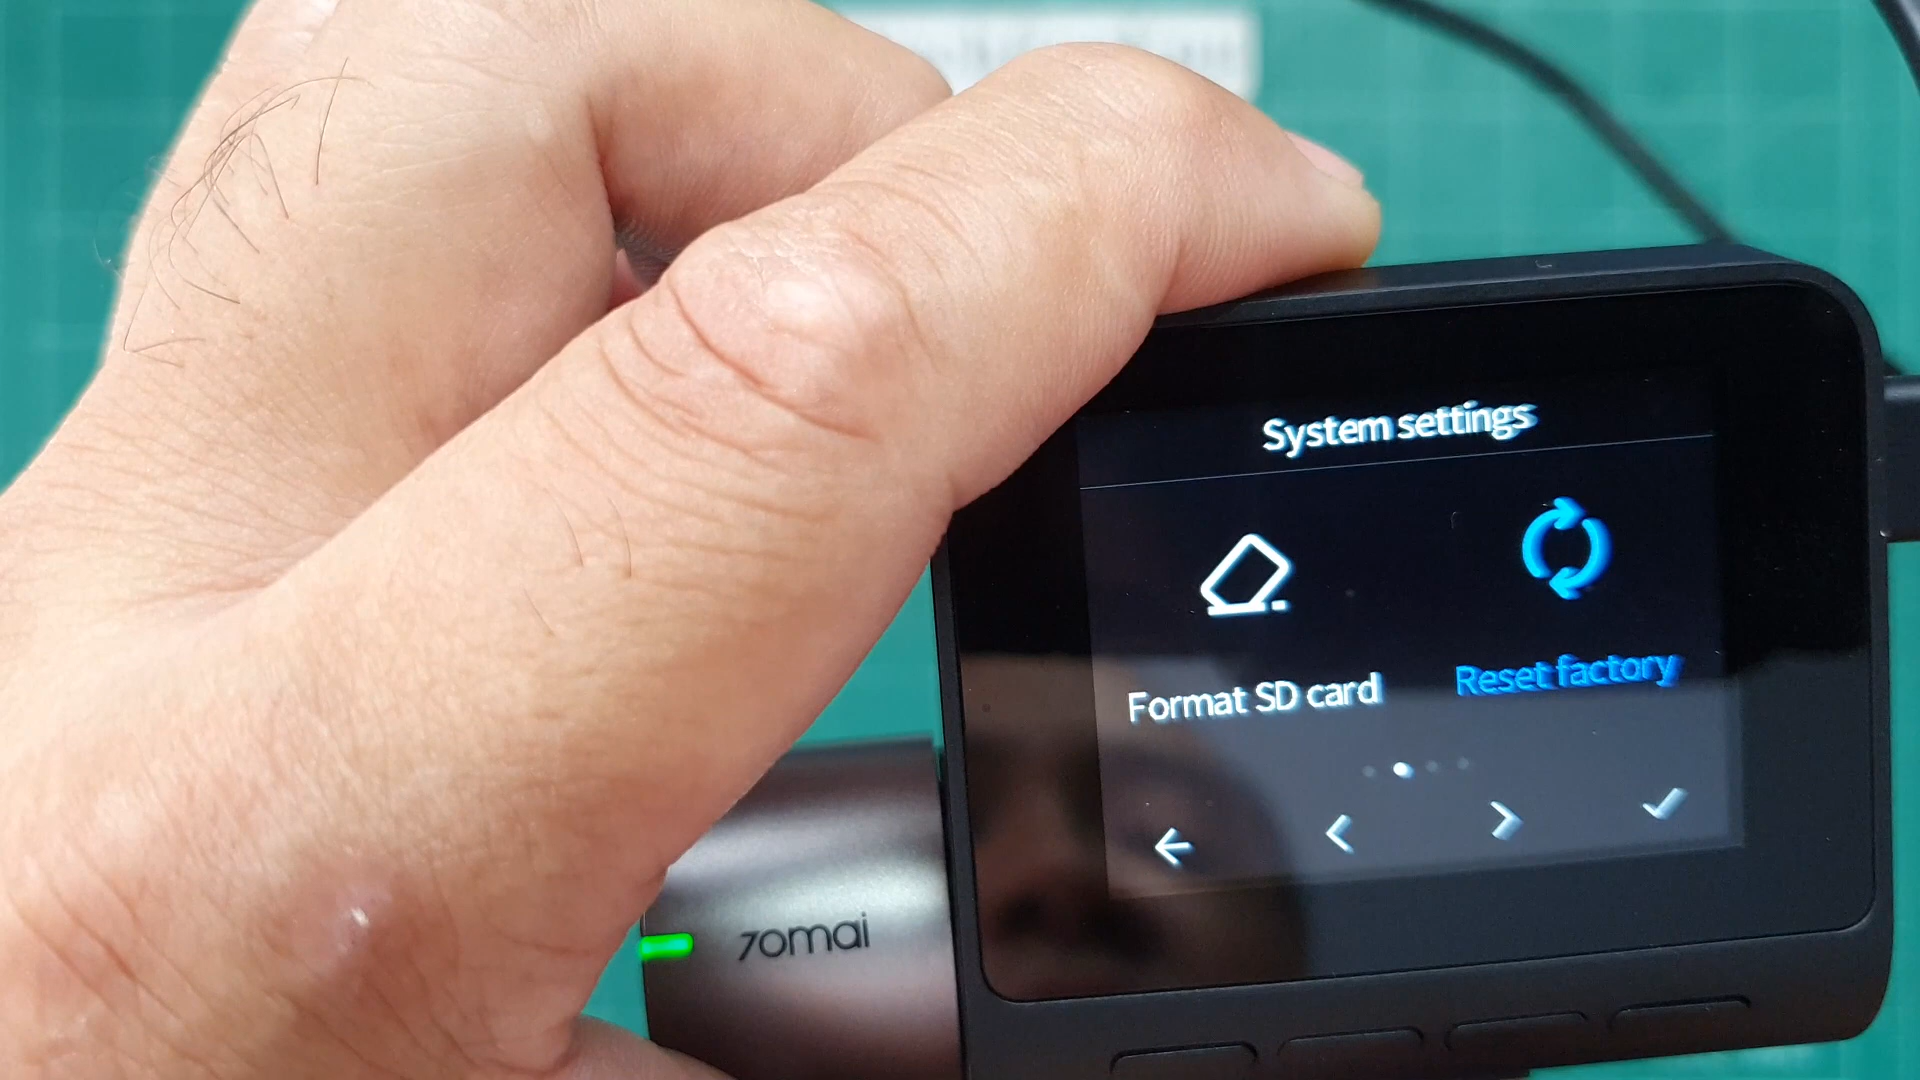 System settings
Format SD card
Reset factory
70mai